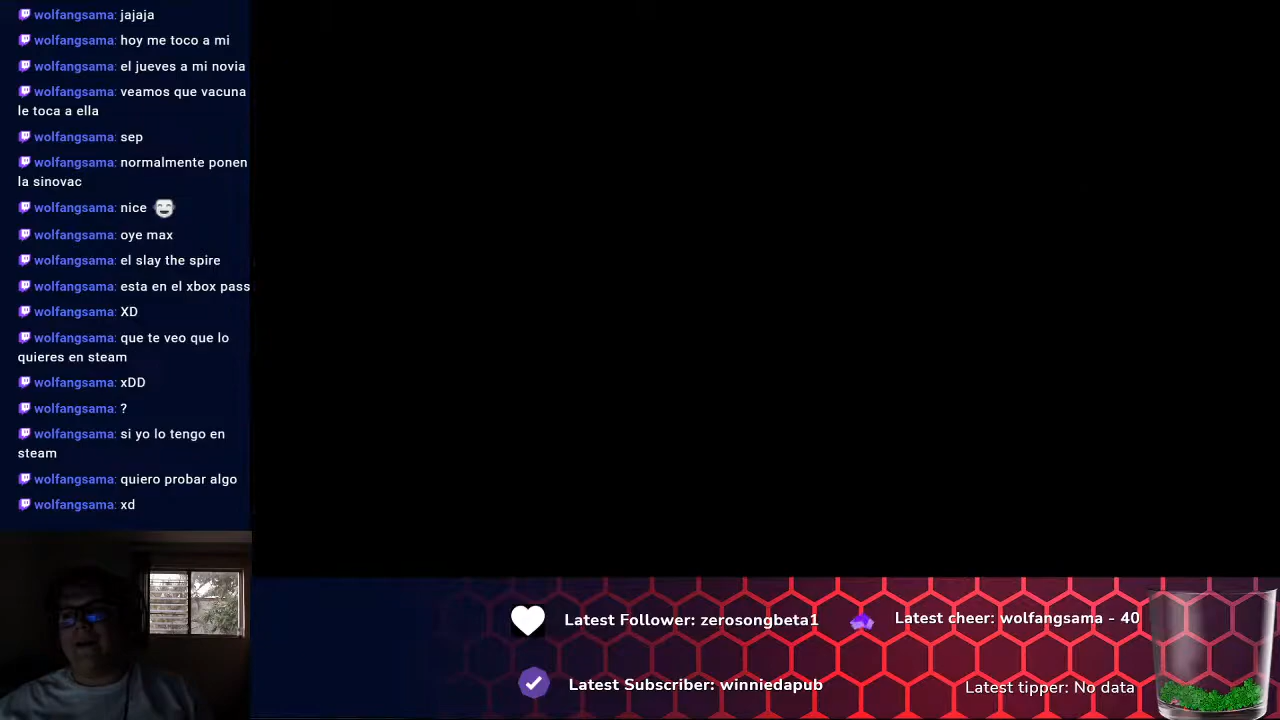 wolfangsama: jajaja
wolfangsama: hoy me toco a mi
wolfangsama: el jueves a mi novia
wolfangsama: veamos que vacuna
le toca a ella
wolfangsama: sep
wolfangsama: normalmente ponen
la sinovac
wolfangsama: nice
wolfangsama: oye max
wolfangsama: el slay the spire
wolfangsama: esta en el xbox pass
wolfangsama: XD
wolfangsama: que te veo que lo
quieres en steam
wolfangsama: xDD
wolfangsama: ?
wolfangsama: si yo lo tengo en
steam
wolfangsama: quiero probar algo
wolfangsama: xd
Latest Follower: zerosongbeta1
Latest cheer: wolfangsama - 40
Latest Subscriber: winniedapub
Latest tipper: No data